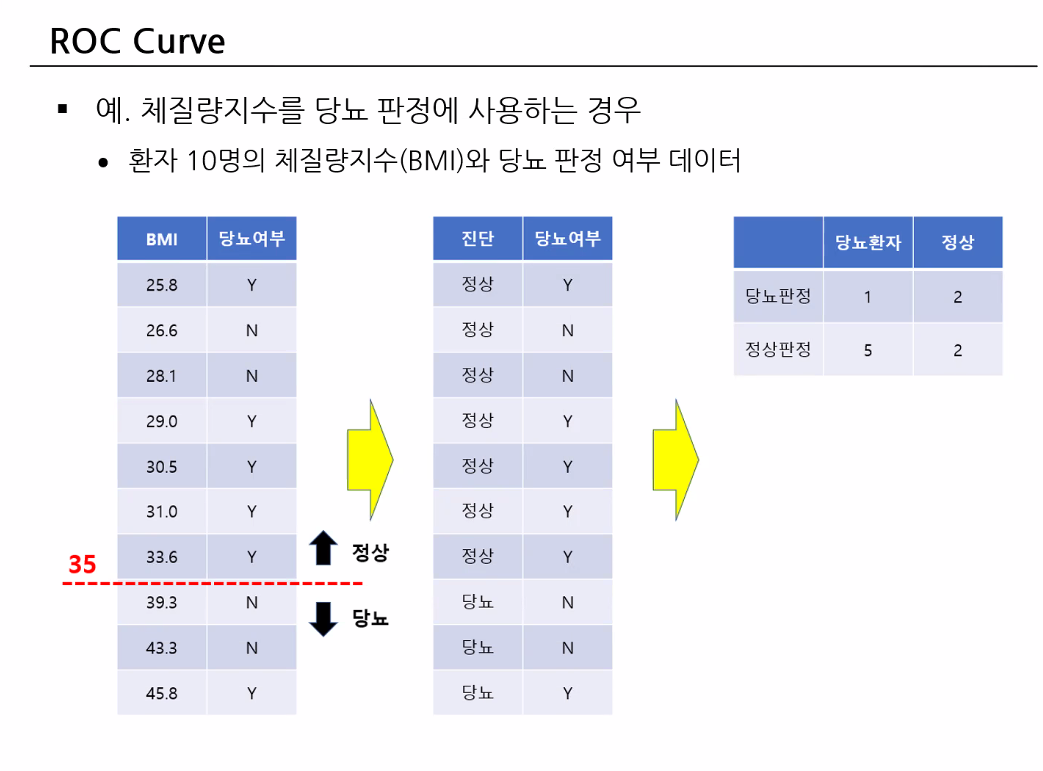 ROC Curve
▪ 예. 체질량지수를 당뇨 판정에 사용하는 경우
• 환자 10명의 체질량지수(BMI)와 당뇨 판정 여부 데이터
BMI 당뇨여부
25.8 Y
26.6 N
28.1 N
29.0 Y
30.5 Y
31.0 Y
33.6 Y
39.3 N
43.3 N
45.8 Y
35
정상
당뇨
진단 당뇨여부
정상 Y
정상 N
정상 N
정상 Y
정상 Y
정상 Y
정상 Y
당뇨 N
당뇨 N
당뇨 Y
당뇨환자 정상
당뇨판정 1 2
정상판정 5 2